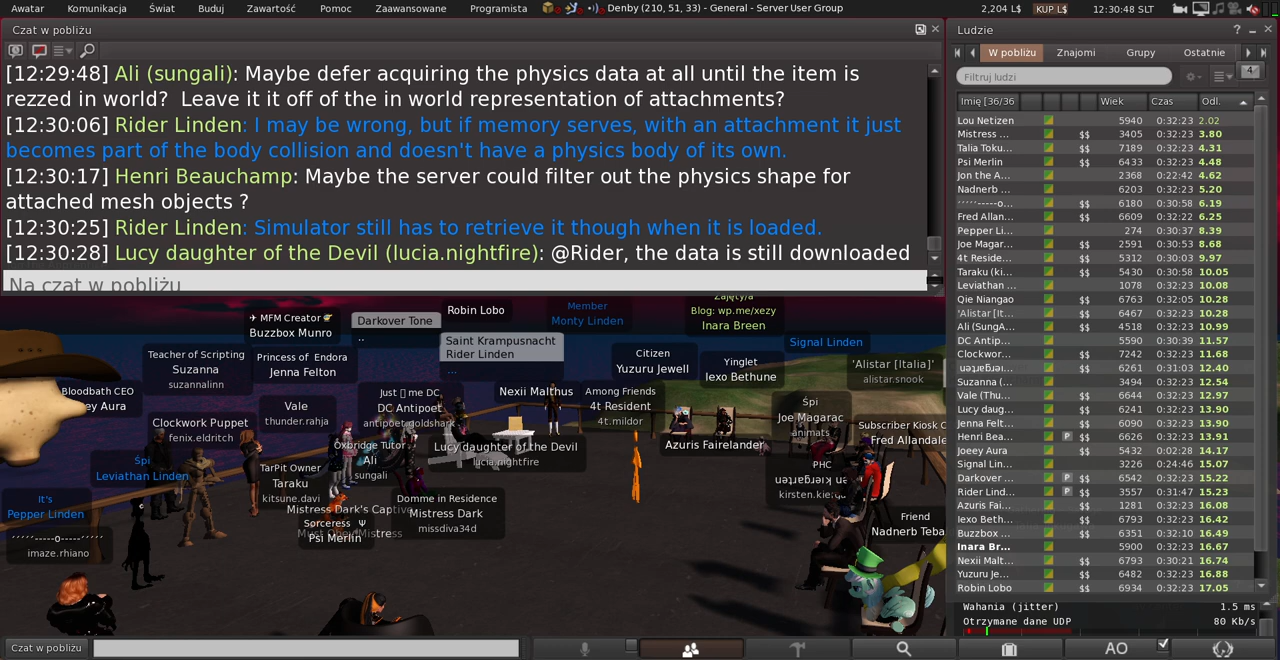 Awatar Komunikacja Świat Buduj Zawartość Pomoc Zaawansowane Programista Denby (210, 51, 33) - General - Server User Group 2,204 L$ KUP L$ 12:30:48 SLT
Czat w pobliżu
[12:29:48] Ali (sungali): Maybe defer acquiring the physics data at all until the item is
rezzed in world?  Leave it it off of the in world representation of attachments?
[12:30:06] Rider Linden: I may be wrong, but if memory serves, with an attachment it just
becomes part of the body collision and doesn't have a physics body of its own.
[12:30:17] Henri Beauchamp: Maybe the server could filter out the physics shape for
attached mesh objects ?
[12:30:25] Rider Linden: Simulator still has to retrieve it though when it is loaded.
[12:30:28] Lucy daughter of the Devil (lucia.nightfire): @Rider, the data is still downloaded
Na czat w pobliżu
✈ MFM Creator
Buzzbox Munro
Darkover Tone
..
Robin Lobo
Member
Monty Linden
Zajęty/a
Blog: wp.me/xezy
Inara Breen
Saint Krampusnacht
Rider Linden
...
Signal Linden
Teacher of Scripting
Suzanna
suzannalinn
Princess of Endora
Jenna Felton
Citizen
Yuzuru Jewell
Yinglet
Iexo Bethune
'Alistar [Italia]'
alistar.snook
Bloodbath CEO
ey Aura
Just me DC
DC Antipoet
antipoet.goldshark
Nexii Malthus
Among Friends
4t Resident
4t.mildor
Śpi
Joe Magarac
animats
Vale
thunder.rahja
Clockwork Puppet
fenix.eldritch
Subscriber Kiosk C
Fred Allandale
Azuris Fairelander
Oxbridge Tutor
Ali
sungali
Lucy daughter of the Devil
lucia.nightfire
Śpi
Leviathan Linden
TarPit Owner
Taraku
kitsune.davi
PHC
kirsten.kie
It's
Pepper Linden
Domme in Residence
Mistress Dark
missdiva34d
Mistress Dark's Captive
Sorceress Ψ
Psi Merlin
Friend
Nadnerb Teba
′′′′′-----o-----′′′′′
imaze.rhiano
Czat w pobliżu
AO
Ludzie
W pobliżu Znajomi Grupy Ostatnie
Filtruj ludzi 4
Imię [36/36 Wiek Czas Odl.
Lou Netizen 5940 0:32:23 2.02
Mistress ... $$ 3405 0:32:23 3.80
Talia Toku... $$ 7189 0:32:23 4.31
Psi Merlin $$ 6433 0:32:23 4.48
Jon the A... 2368 0:22:42 4.62
Nadnerb ... 6203 0:32:23 5.20
′′′′′-----o... $$ 6180 0:30:58 6.19
Fred Allan... $$ 6609 0:32:22 6.25
Pepper Li... 274 0:30:37 8.39
Joe Magar... $$ 2591 0:30:53 8.68
4t Reside... $$ 5312 0:30:03 9.97
Taraku (ki... $$ 5430 0:30:58 10.05
Leviathan ... 1078 0:32:23 10.08
Qie Niangao $$ 6763 0:32:05 10.28
'Alistar [It... $$ 6407 0:32:23 10.28
Ali (SungA... $$ 4518 0:32:23 10.99
DC Antip... 5590 0:30:39 11.57
Clockwor... $$ 7242 0:32:23 11.68
$$ 6261 0:31:03 12.40
Suzanna (... 3494 0:32:23 12.54
Vale (Thu... $$ 6644 0:32:23 12.97
Lucy daug... $$ 6241 0:32:23 13.90
Jenna Felt... $$ 6090 0:32:23 13.90
Henri Bea... P $$ 6626 0:32:23 13.91
Joeey Aura $$ 5432 0:02:28 14.17
Signal Lin... 3226 0:24:46 15.07
Darkover ... P $$ 6542 0:32:23 15.22
Rider Lind... P $$ 3557 0:31:47 15.23
Azuris Fai... $$ 1281 0:32:23 16.08
Iexo Beth... $$ 6793 0:32:23 16.42
Buzzbox ... $$ 6351 0:32:10 16.49
Inara Br... 5900 0:32:23 16.67
Nexii Malt... $$ 6793 0:30:21 16.74
Yuzuru Je... $$ 6482 0:32:23 16.88
Robin Lobo $$ 6934 0:32:23 17.05
Wahania (jitter) 1.5 ms
Otrzymane dane UDP 80 Kb/s